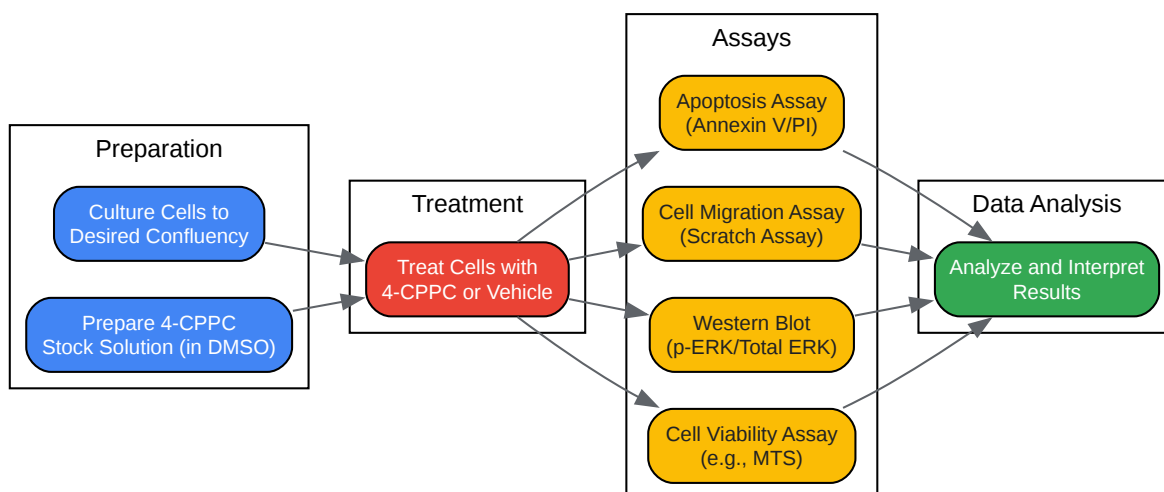 Preparation
Culture Cells to
Desired Confluency
Prepare 4-CPPC
Stock Solution (in DMSO)
Treatment
Treat Cells with
4-CPPC or Vehicle
Assays
Apoptosis Assay
(Annexin V/PI)
Cell Migration Assay
(Scratch Assay)
Western Blot
(p-ERK/Total ERK)
Cell Viability Assay
(e.g., MTS)
Data Analysis
Analyze and Interpret
Results